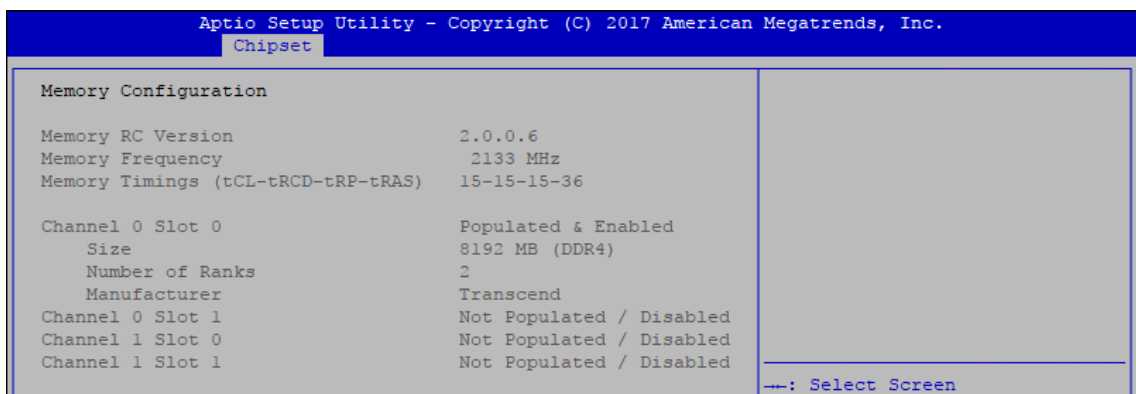 Aptio Setup Utility - Copyright (C) 2017 American Megatrends, Inc.
Chipset
Memory Configuration
Memory RC Version 2.0.0.6
Memory Frequency 2133 MHz
Memory Timings (tCL-tRCD-tRP-tRAS) 15-15-15-36
Channel 0 Slot 0 Populated & Enabled
Size 8192 MB (DDR4)
Number of Ranks 2
Manufacturer Transcend
Channel 0 Slot 1 Not Populated / Disabled
Channel 1 Slot 0 Not Populated / Disabled
Channel 1 Slot 1 Not Populated / Disabled
→←: Select Screen